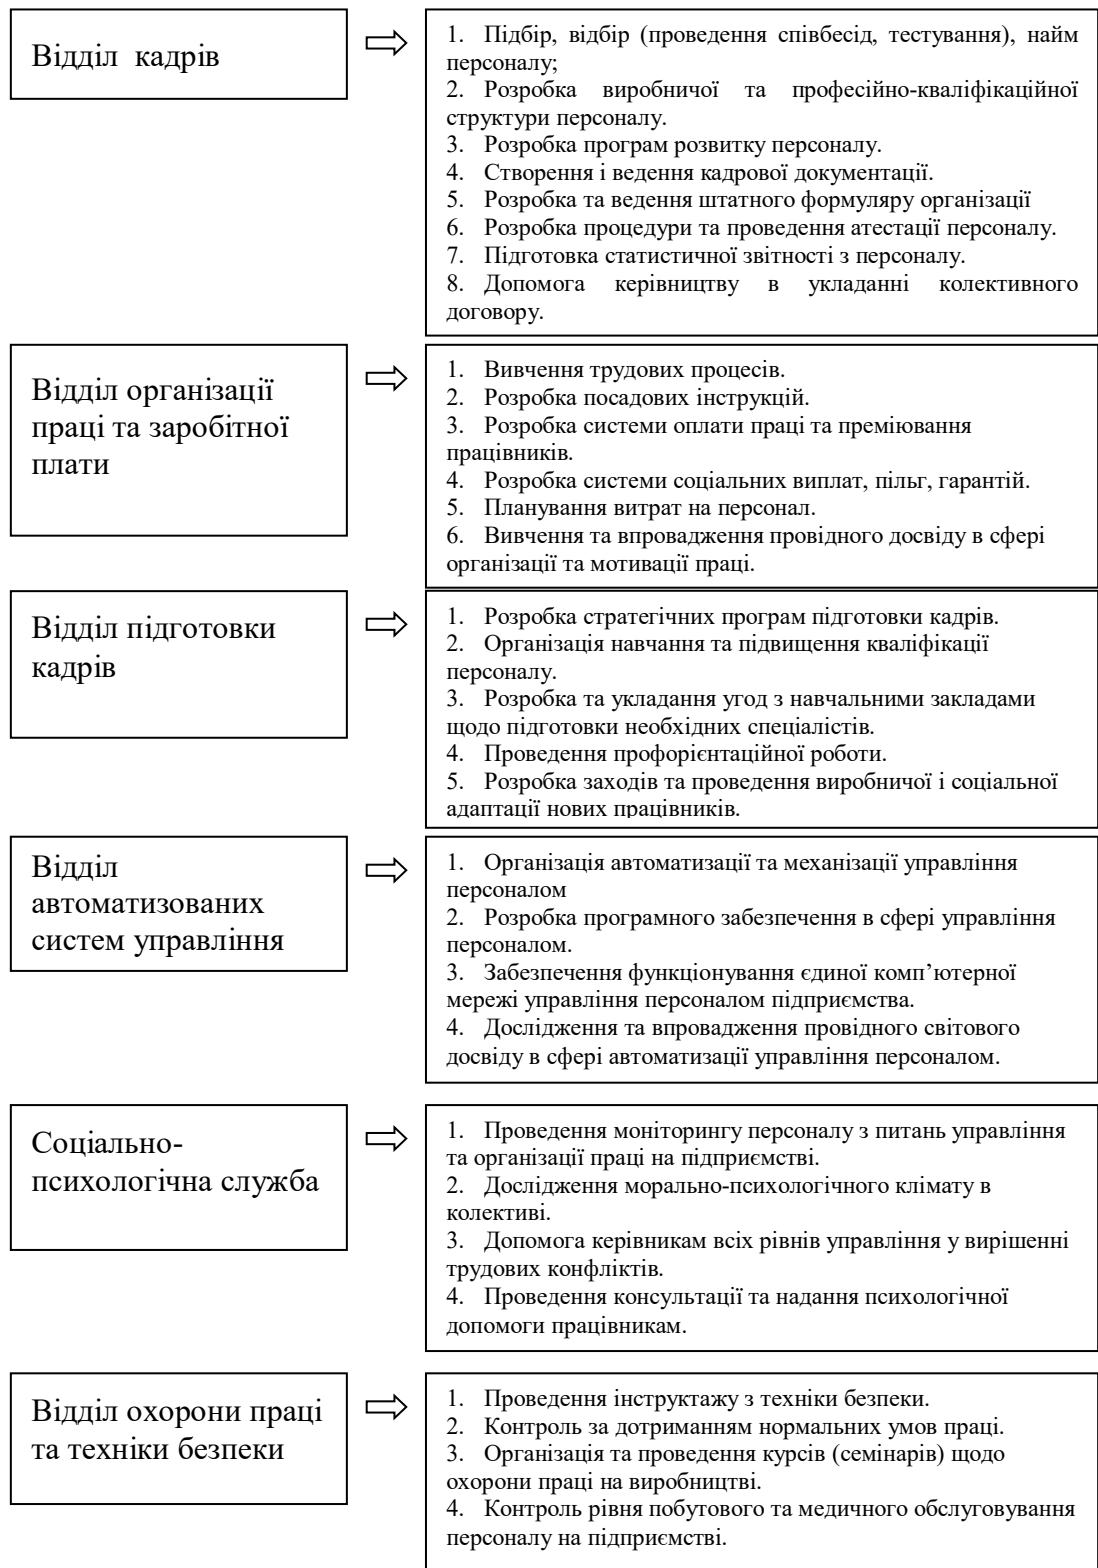 Відділ кадрів
1. Підбір, відбір (проведення співбесід, тестування), найм
персоналу;
2. Розробка виробничої та професійно-кваліфікаційної
структури персоналу.
3. Розробка програм розвитку персоналу.
4. Створення і ведення кадрової документації.
5. Розробка та ведення штатного формуляру організації
6. Розробка процедури та проведення атестації персоналу.
7. Підготовка статистичної звітності з персоналу.
8. Допомога керівництву в укладанні колективного
договору.
Відділ організації
праці та заробітної
плати
1. Вивчення трудових процесів.
2. Розробка посадових інструкцій.
3. Розробка системи оплати праці та преміювання
працівників.
4. Розробка системи соціальних виплат, пільг, гарантій.
5. Планування витрат на персонал.
6. Вивчення та впровадження провідного досвіду в сфері
організації та мотивації праці.
Відділ підготовки
кадрів
1. Розробка стратегічних програм підготовки кадрів.
2. Організація навчання та підвищення кваліфікації
персоналу.
3. Розробка та укладання угод з навчальними закладами
щодо підготовки необхідних спеціалістів.
4. Проведення профорієнтаційної роботи.
5. Розробка заходів та проведення виробничої і соціальної
адаптації нових працівників.
Відділ
автоматизованих
систем управління
1. Організація автоматизації та механізації управління
персоналом
2. Розробка програмного забезпечення в сфері управління
персоналом.
3. Забезпечення функціонування єдиної комп’ютерної
мережі управління персоналом підприємства.
4. Дослідження та впровадження провідного світового
досвіду в сфері автоматизації управління персоналом.
Соціально-
психологічна служба
1. Проведення моніторингу персоналу з питань управління
та організації праці на підприємстві.
2. Дослідження морально-психологічного клімату в
колективі.
3. Допомога керівникам всіх рівнів управління у вирішенні
трудових конфліктів.
4. Проведення консультації та надання психологічної
допомоги працівникам.
Відділ охорони праці
та техніки безпеки
1. Проведення інструктажу з техніки безпеки.
2. Контроль за дотриманням нормальних умов праці.
3. Організація та проведення курсів (семінарів) щодо
охорони праці на виробництві.
4. Контроль рівня побутового та медичного обслуговування
персоналу на підприємстві.